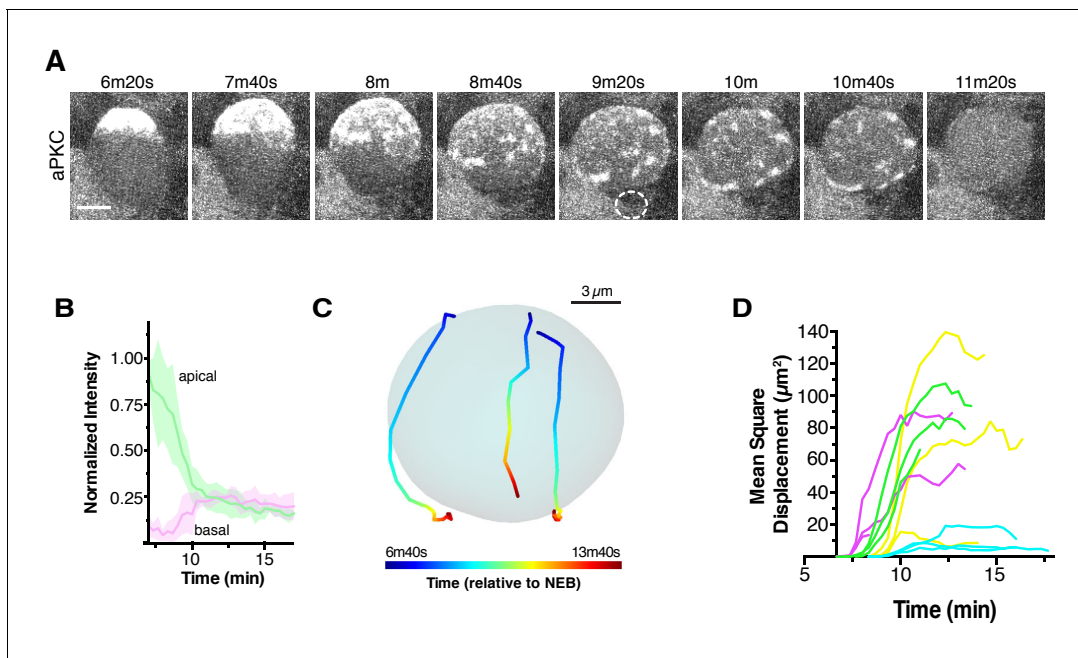 A
6m20s 7m40s 8m 8m40s 9m20s 10m 10m40s 11m20s
aPKC
B
Normalized Intensity
1.00
0.75
0.50
0.25
apical
basal
10 15
Time (min)
C
3 µm
6m40s 13m40s
Time (relative to NEB)
D
Mean Square
Displacement (µm²)
140
120
100
80
60
40
20
5 10 15
Time (min)